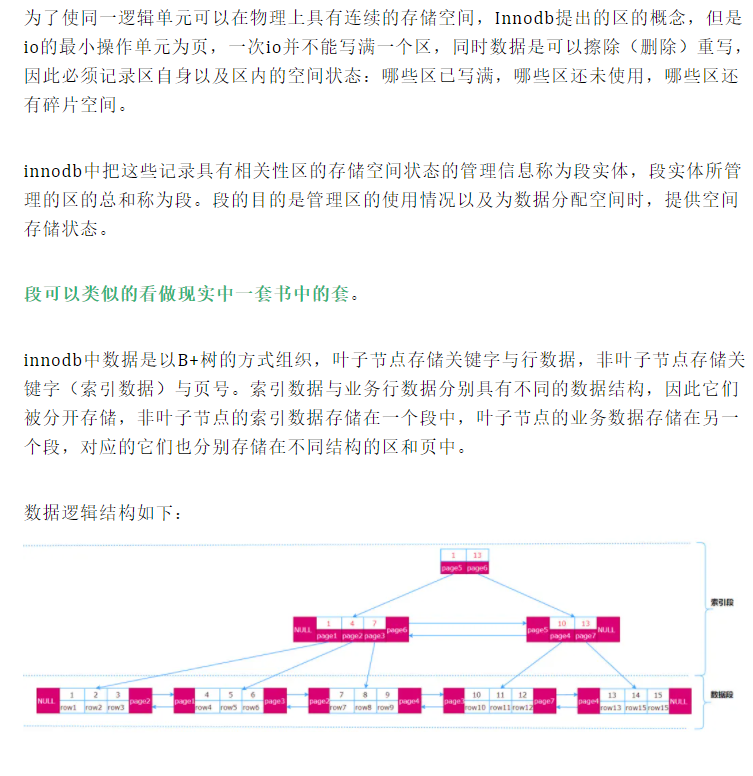 为了使同一逻辑单元可以在物理上具有连续的存储空间，Innodb提出的区的概念，但是
io的最小操作单元为页，一次io并不能写满一个区，同时数据是可以擦除（删除）重写，
因此必须记录区自身以及区内的空间状态：哪些区已写满，哪些区还未使用，哪些区还
有碎片空间。
innodb中把这些记录具有相关性区的存储空间状态的管理信息称为段实体，段实体所管
理的区的总和称为段。段的目的是管理区的使用情况以及为数据分配空间时，提供空间
存储状态。
段可以类似的看做现实中一套书中的套。
innodb中数据是以B+树的方式组织，叶子节点存储关键字与行数据，非叶子节点存储关
键字（索引数据）与页号。索引数据与业务行数据分别具有不同的数据结构，因此它们
被分开存储，非叶子节点的索引数据存储在一个段中，叶子节点的业务数据存储在另一
个段，对应的它们也分别存储在不同结构的区和页中。
数据逻辑结构如下：
1 13
page5 page6
索引段
NULL 1 4 7 page6
page1 page2 page3
page5 10 13 NULL
page4 page7
数据段
NULL 1 2 3 page2
row1 row2 row3
page1 4 5 6 page3
row4 row5 row6
page2 7 8 9 page4
row7 row8 row9
page3 10 11 12 page7
row10 row11 row12
page4 13 14 15 NULL
row13 row15 row15